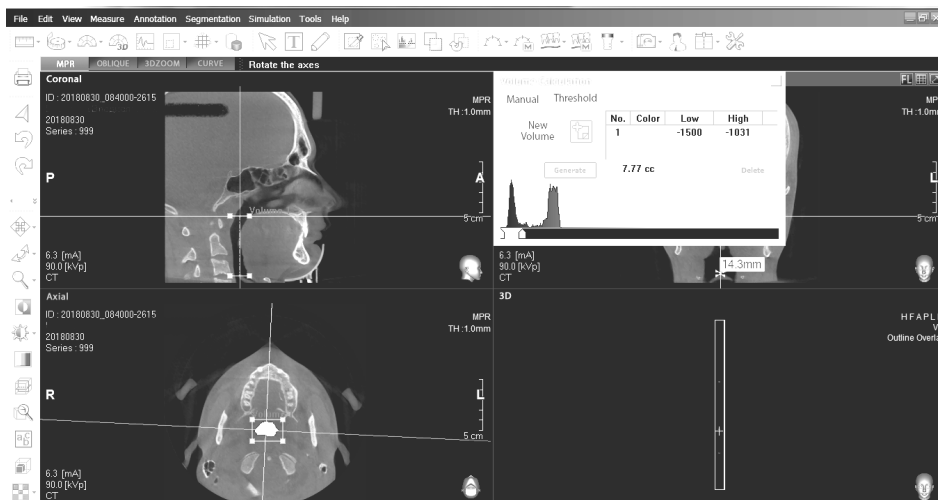 File Edit View Measure Annotation Segmentation Simulation Tools Help
MPR OBLIQUE 3DZOOM CURVE Rotate the axes
Coronal
ID : 20180830_084000-2615
20180830
Series : 999
MPR
TH :1.0mm
P
A
Volume
5 cm
6.3 [mA]
90.0 [kVp]
CT
FL
MP
TH :1.0mm
Manual Threshold
New
Volume
No. Color Low High
1 -1500 -1031
Generate 7.77 cc Delete
L
5 cm
6.3 [mA]
90.0 [kVp]
CT
14.3mm
Axial
ID : 20180830_084000-2615
20180830
Series : 999
MPR
TH :1.0mm
R
L
5 cm
6.3 [mA]
90.0 [kVp]
CT
3D
H F A P L
V
Outline Overla